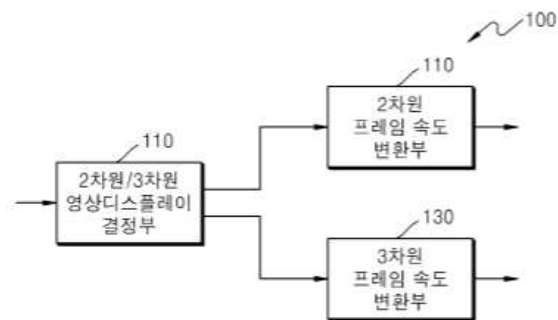 100
110
2차원/3차원
영상디스플레이
결정부
110
2차원
프레임 속도
변환부
130
3차원
프레임 속도
변환부